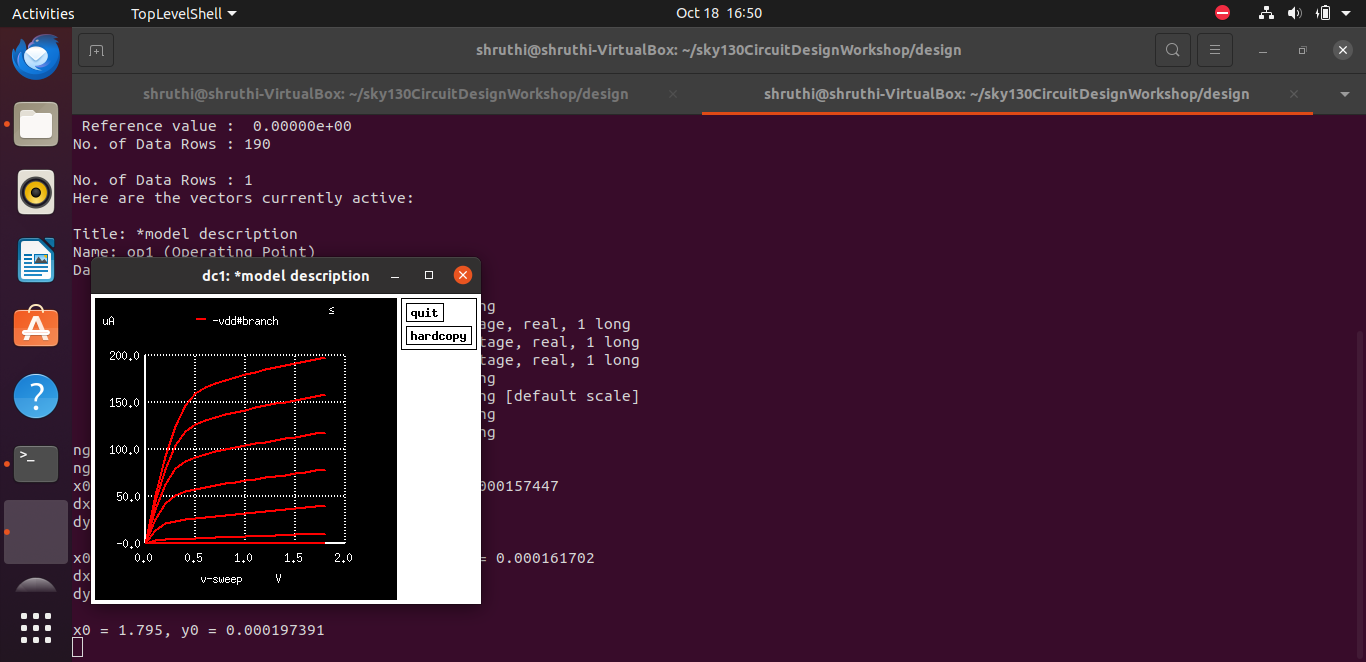 Activities
TopLevelShell
Oct 18 16:50
shruthi@shruthi-VirtualBox: ~/sky130CircuitDesignWorkshop/design
shruthi@shruthi-VirtualBox: ~/sky130CircuitDesignWorkshop/design
shruthi@shruthi-VirtualBox: ~/sky130CircuitDesignWorkshop/design
Reference value : 0.00000e+00
No. of Data Rows : 190
No. of Data Rows : 1
Here are the vectors currently active:
Title: *model description
Name: op1 (Operating Point)
Da
ng
age, real, 1 long
tage, real, 1 long
tage, real, 1 long
ng
ng [default scale]
ng
ng
ng
ng
x0
000157447
dx
dy
x0
= 0.000161702
dx
dy
x0 = 1.795, y0 = 0.000197391
dc1: *model description
quit
hardcopy
uA
-vdd#branch
≤
200.0
150.0
100.0
50.0
-0.0
0.0 0.5 1.0 1.5 2.0
v-sweep V
>_
?